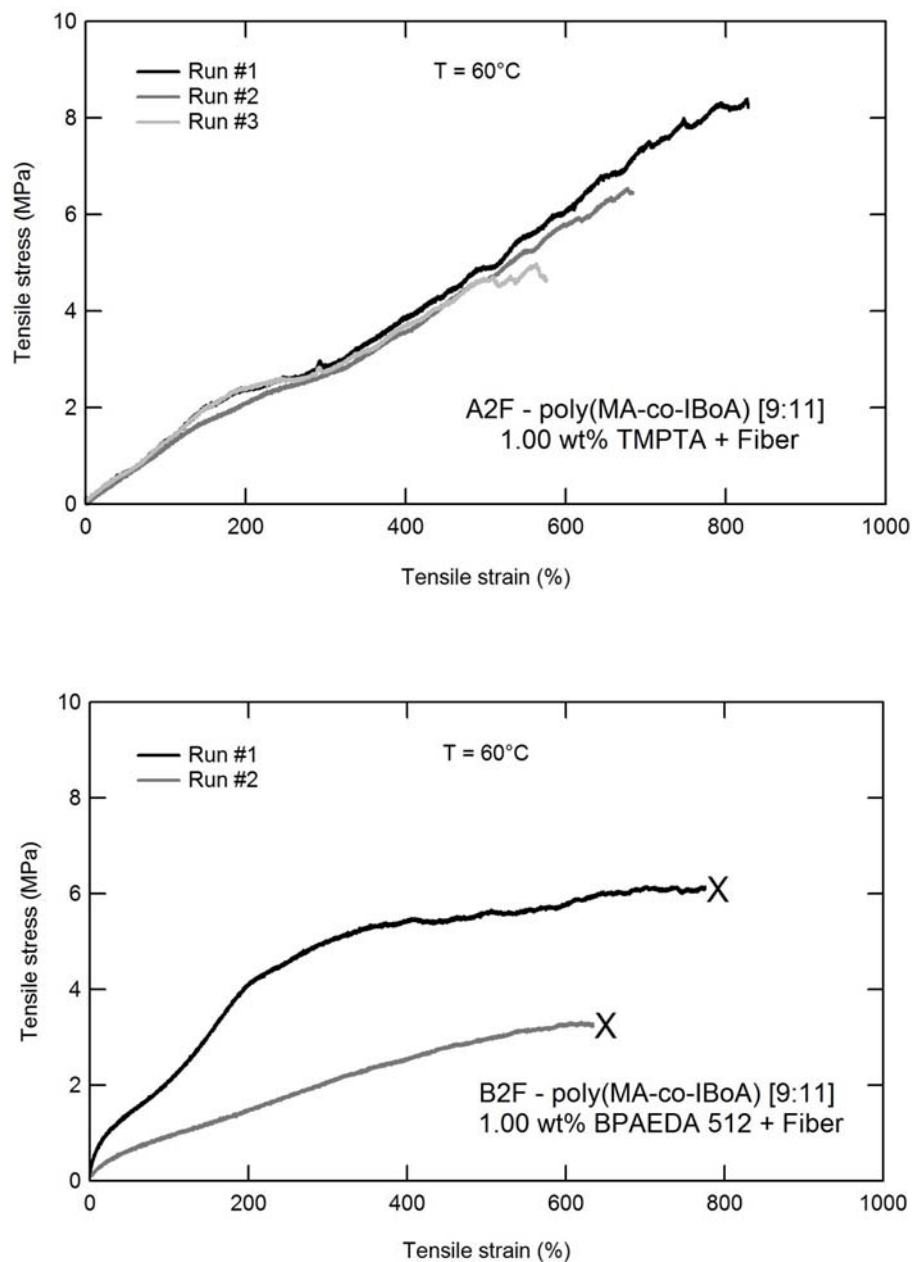 10
8
6
4
2
0
Tensile stress (MPa)
Run #1
Run #2
Run #3
T = 60°C
A2F - poly(MA-co-IBoA) [9:11]
1.00 wt% TMPTA + Fiber
0 200 400 600 800 1000
Tensile strain (%)
10
8
6
4
2
0
Tensile stress (MPa)
Run #1
Run #2
T = 60°C
X
X
B2F - poly(MA-co-IBoA) [9:11]
1.00 wt% BPAEDA 512 + Fiber
0 200 400 600 800 1000
Tensile strain (%)